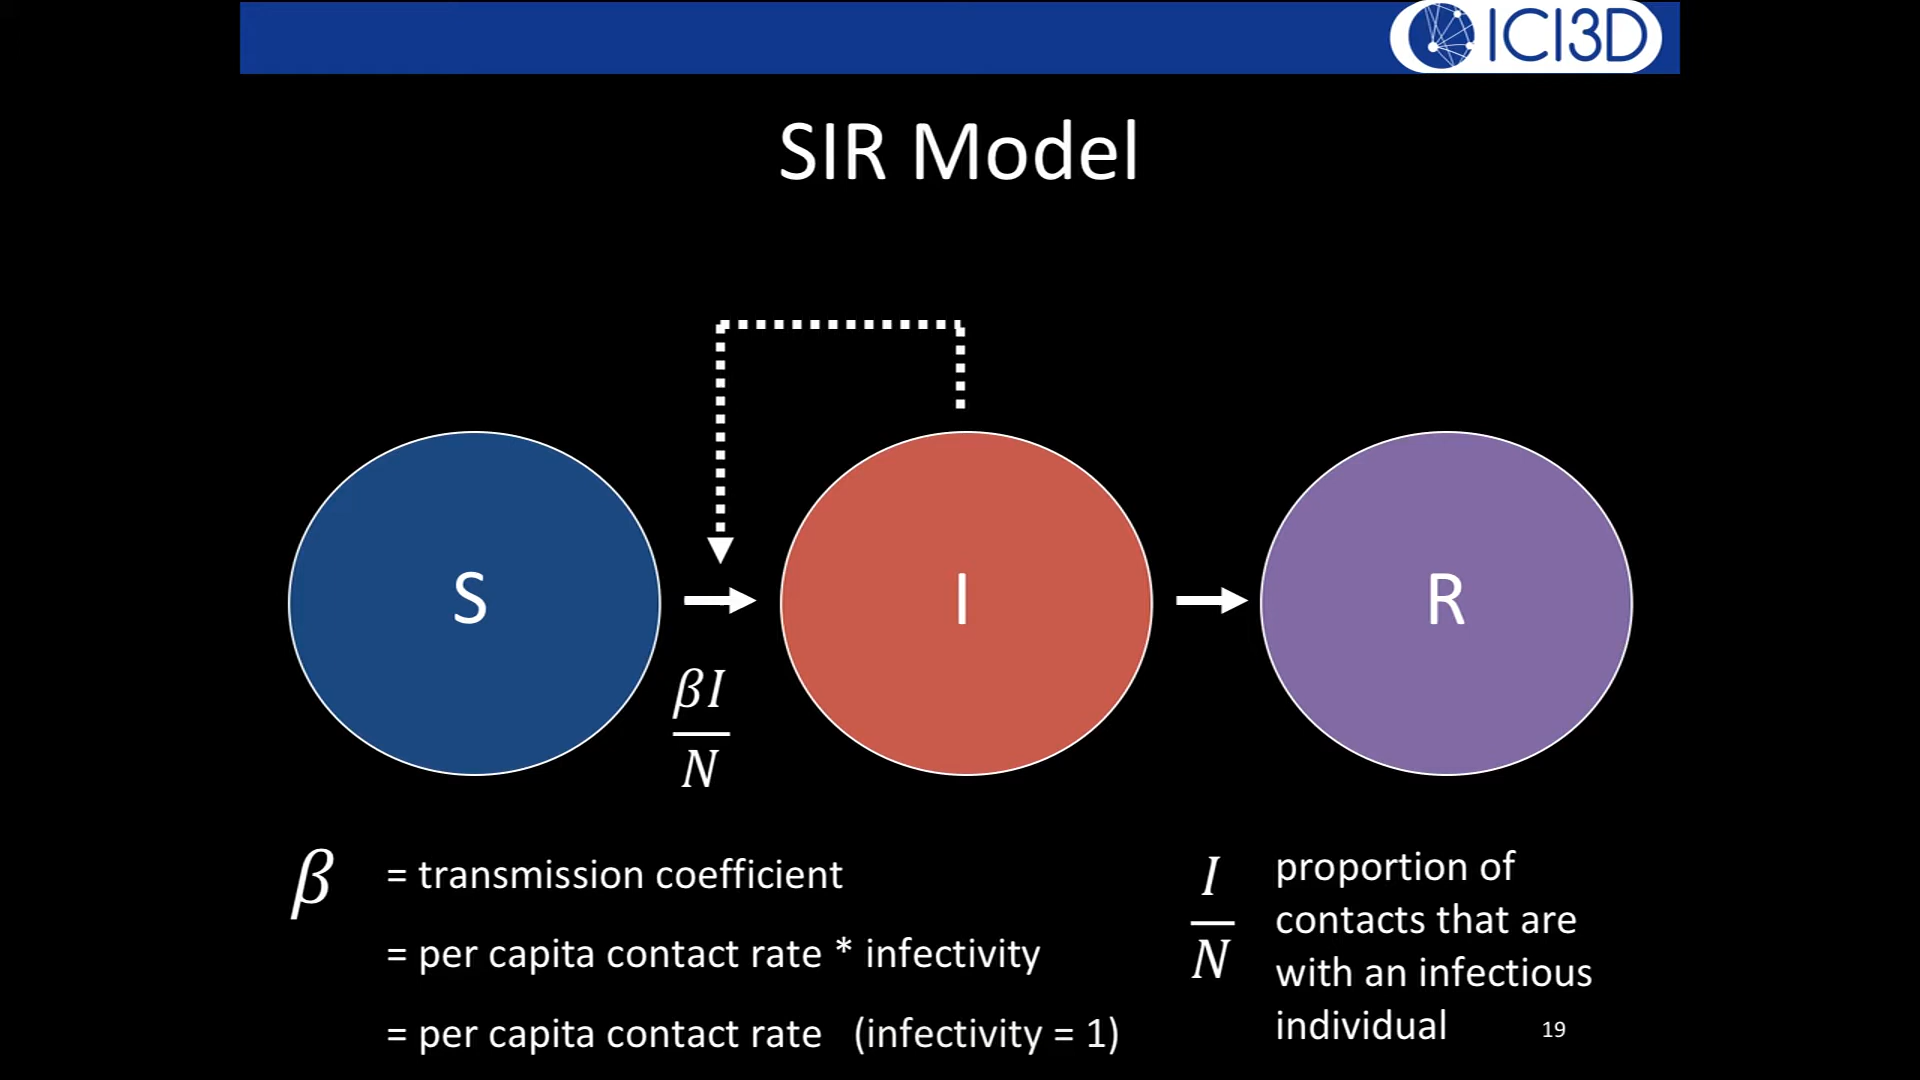 ICI3D
SIR Model
S
I
R
βI
N
β = transmission coefficient
= per capita contact rate * infectivity
= per capita contact rate (infectivity = 1)
I
N
proportion of
contacts that are
with an infectious
individual
19